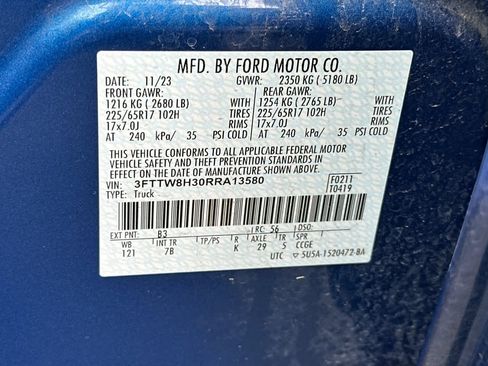 MFD. BY FORD MOTOR CO.
DATE: 11/23 GVWR: 2350 KG ( 5180 LB)
FRONT GAWR: REAR GAWR:
1216 KG ( 2680 LB) WITH 1254 KG ( 2765 LB) WITH
225/65R17 102H TIRES 225/65R17 102H TIRES
17x7.0J RIMS 17x7.0J RIMS
AT 240 kPa/ 35 PSI COLD AT 240 kPa/ 35 PSI COLD
THIS VEHICLE CONFORMS TO ALL APPLICABLE FEDERAL MOTOR
VEHICLE SAFETY AND THEFT PREVENTION STANDARDS IN
EFFECT ON THE DATE OF MANUFACTURE SHOWN ABOVE.
VIN: 3FTTW8H30RRA13580 F0211
TYPE: Truck T0419
EXT PNT: B3 RC: 56 DSO:
WB INT TR TP/PS R AXLE TR SPR
121 7B K 29 5 CCGE
UTC 5U5A-1520472-BA